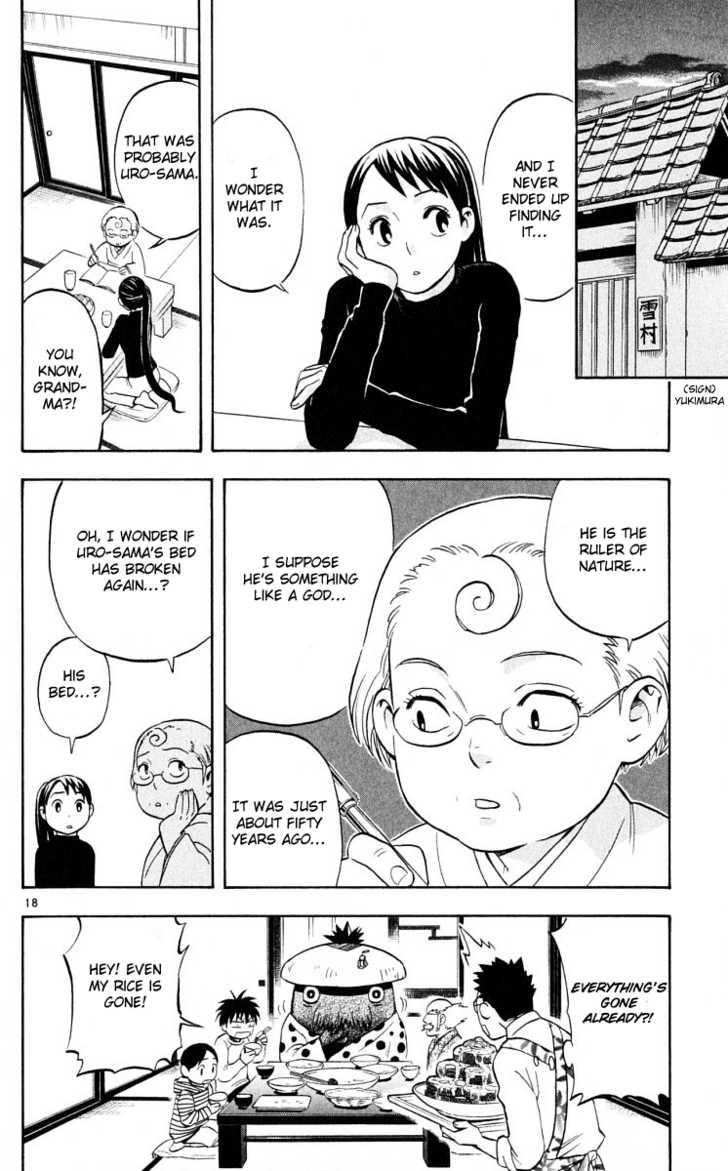 雪村
(SIGN)
YUKIMURA
AND I
NEVER
ENDED UP
FINDING
IT...
I
WONDER
WHAT IT
WAS.
THAT WAS
PROBABLY
URO-SAMA.
YOU
KNOW,
GRAND-
MA?!
HE IS THE
RULER OF
NATURE...
I SUPPOSE
HE'S SOMETHING
LIKE A GOD...
IT WAS JUST
ABOUT FIFTY
YEARS AGO...
OH, I WONDER IF
URO-SAMA'S BED
HAS BROKEN
AGAIN...?
HIS
BED...?
18
EVERYTHING'S
GONE
ALREADY?!
HEY! EVEN
MY RICE IS
GONE!